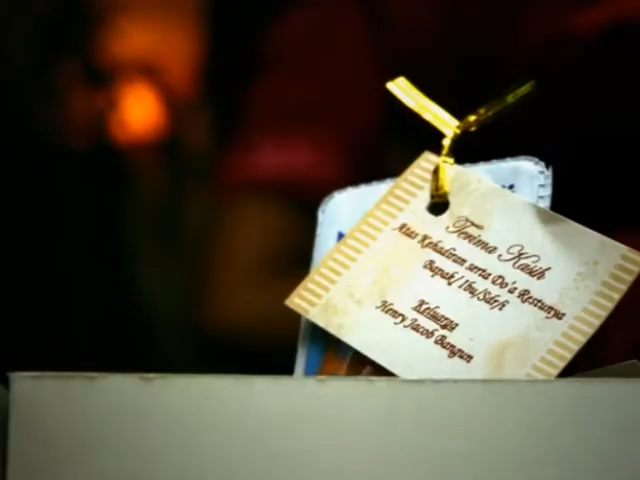 Terima Kasih
Atas Kehadiran serta Do'a Restunya
Bapak/Ibu/Sdr/i
Keluarga
Henry Jacob Bangun